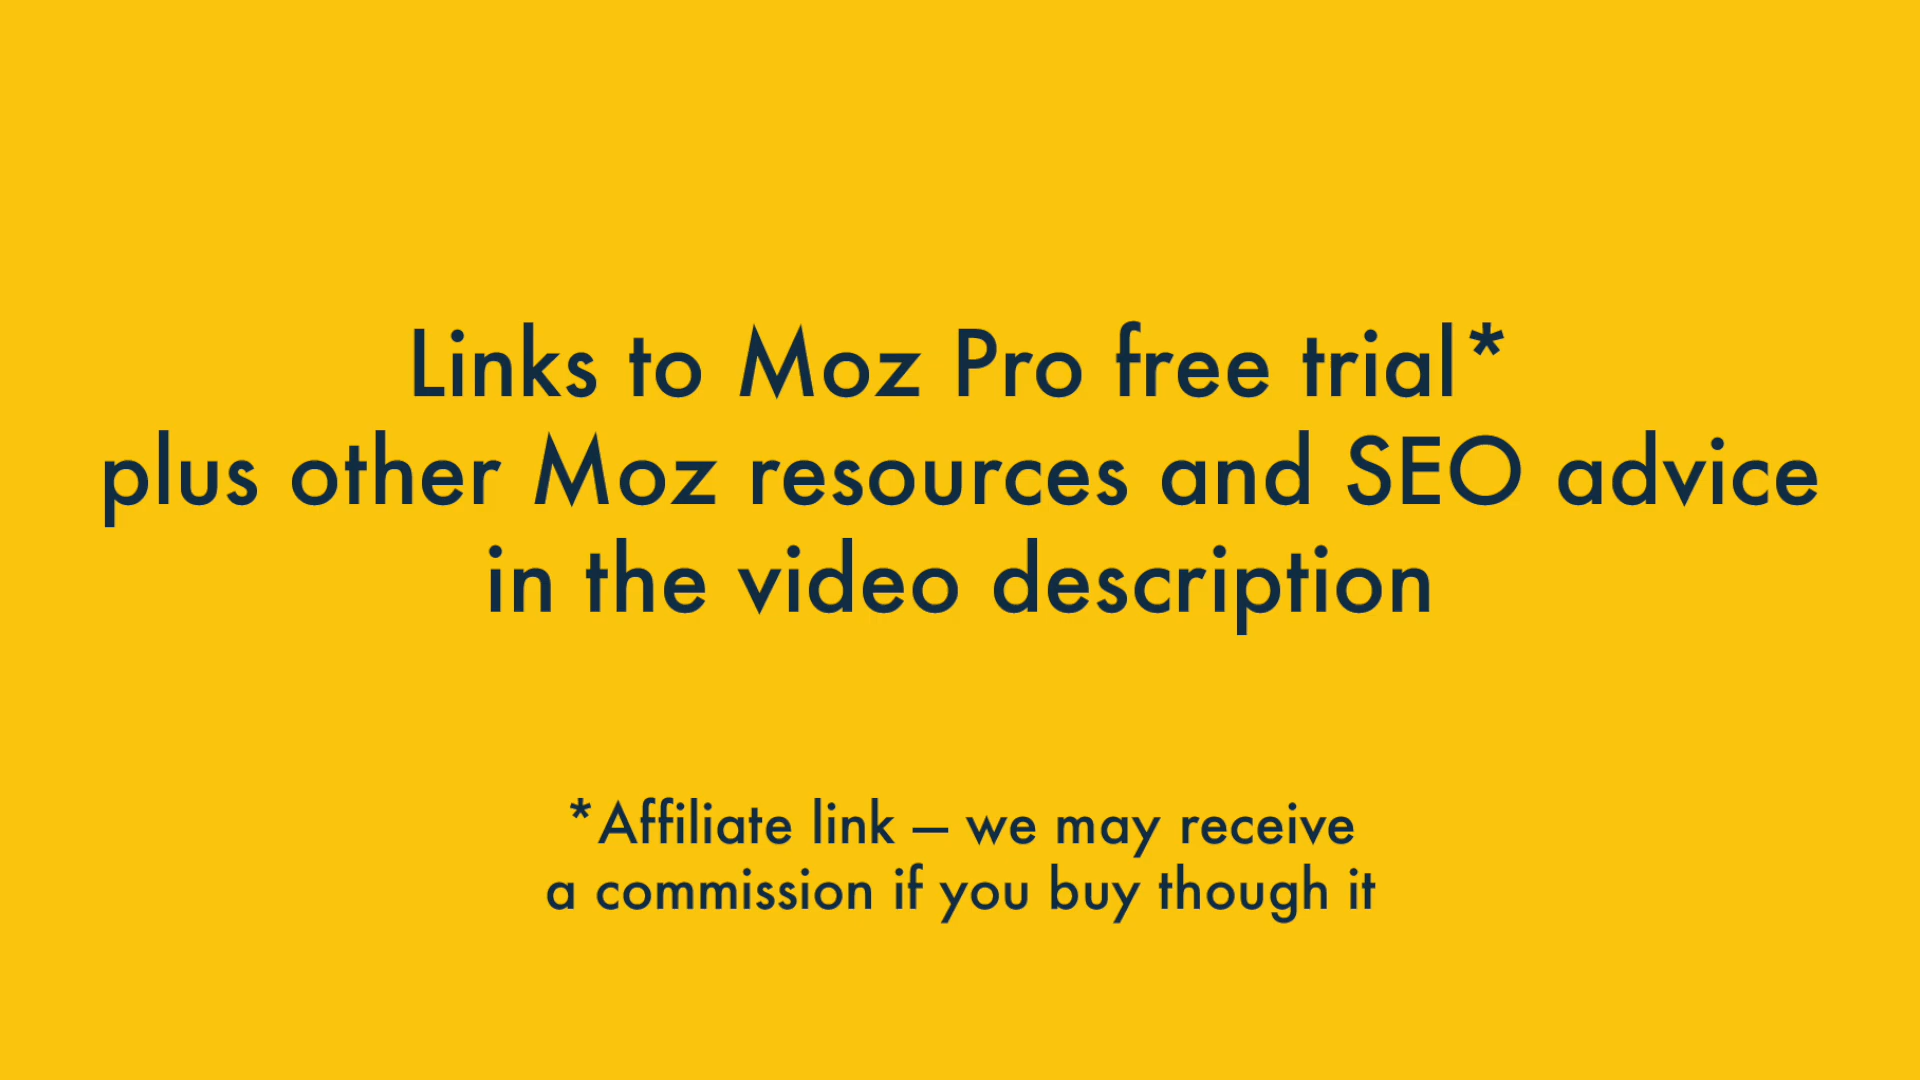 Links to Moz Pro free trial*
plus other Moz resources and SEO advice
in the video description
*Affiliate link – we may receive
a commission if you buy though it